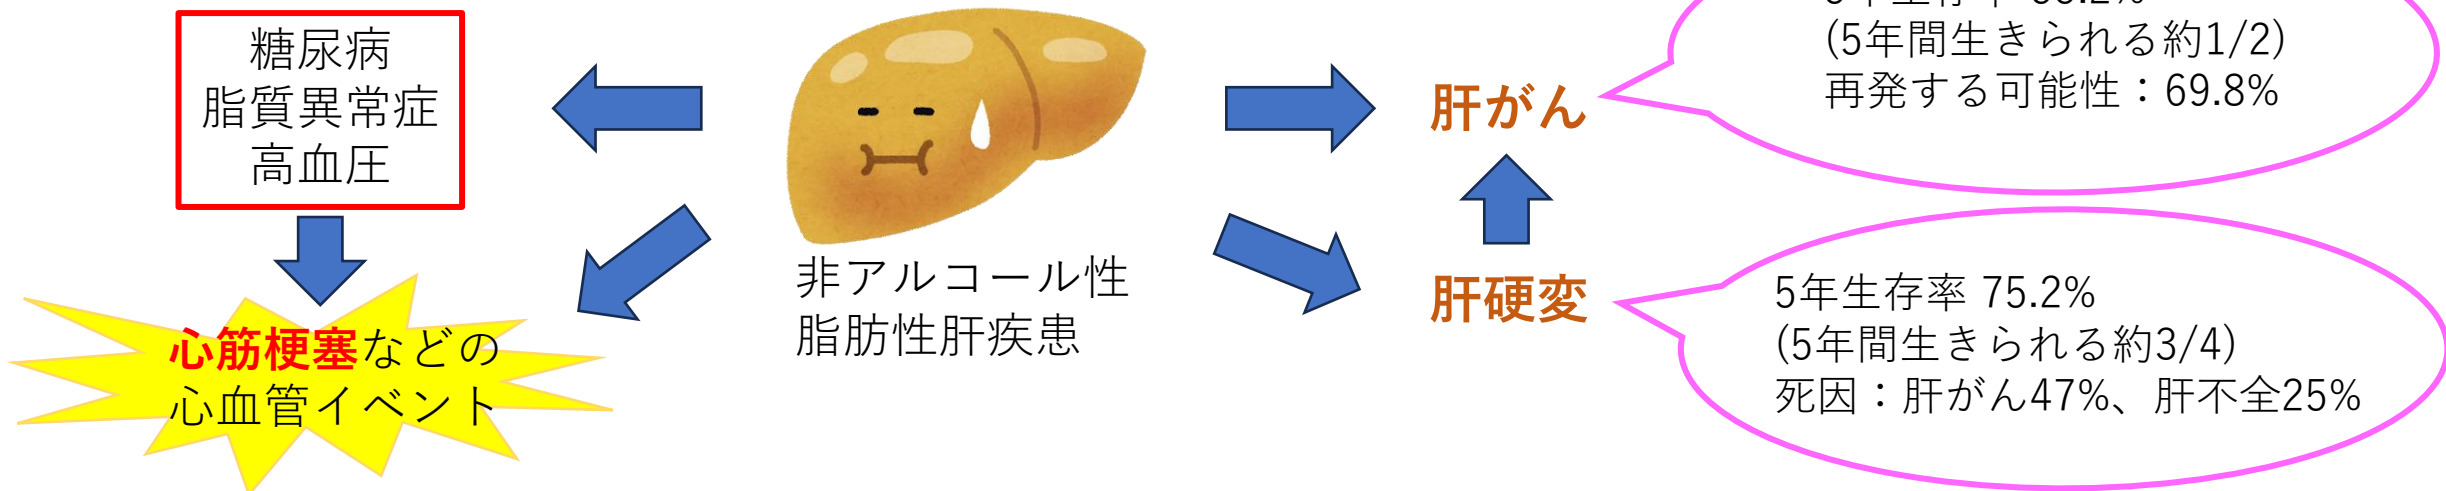 糖尿病
脂質異常症
高血圧
心筋梗塞などの
心血管イベント
非アルコール性
脂肪性肝疾患
肝がん
(5年間生きられる約1/2)
再発する可能性：69.8%
肝硬変
5年生存率 75.2%
(5年間生きられる約3/4)
死因：肝がん47%、肝不全25%